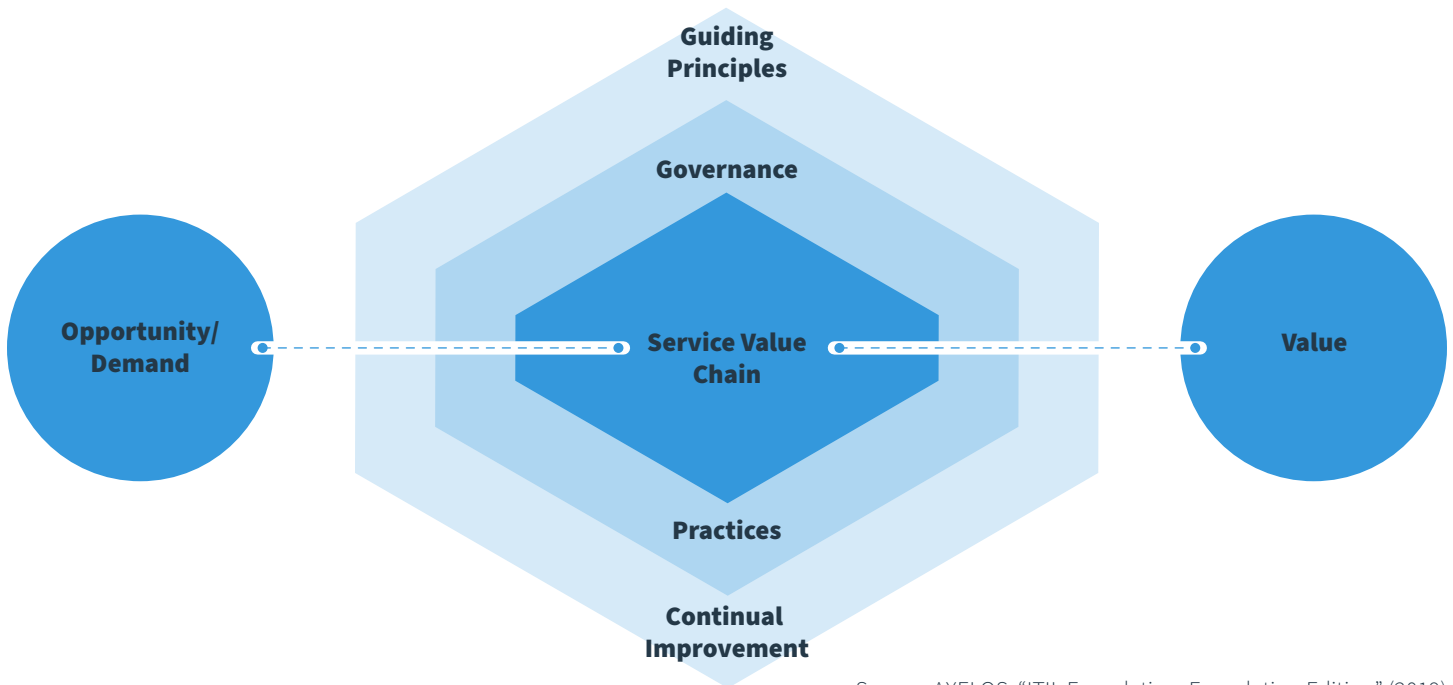 Guiding
Principles
Governance
Opportunity/
Demand
Service Value
Chain
Value
Practices
Continual
Improvement